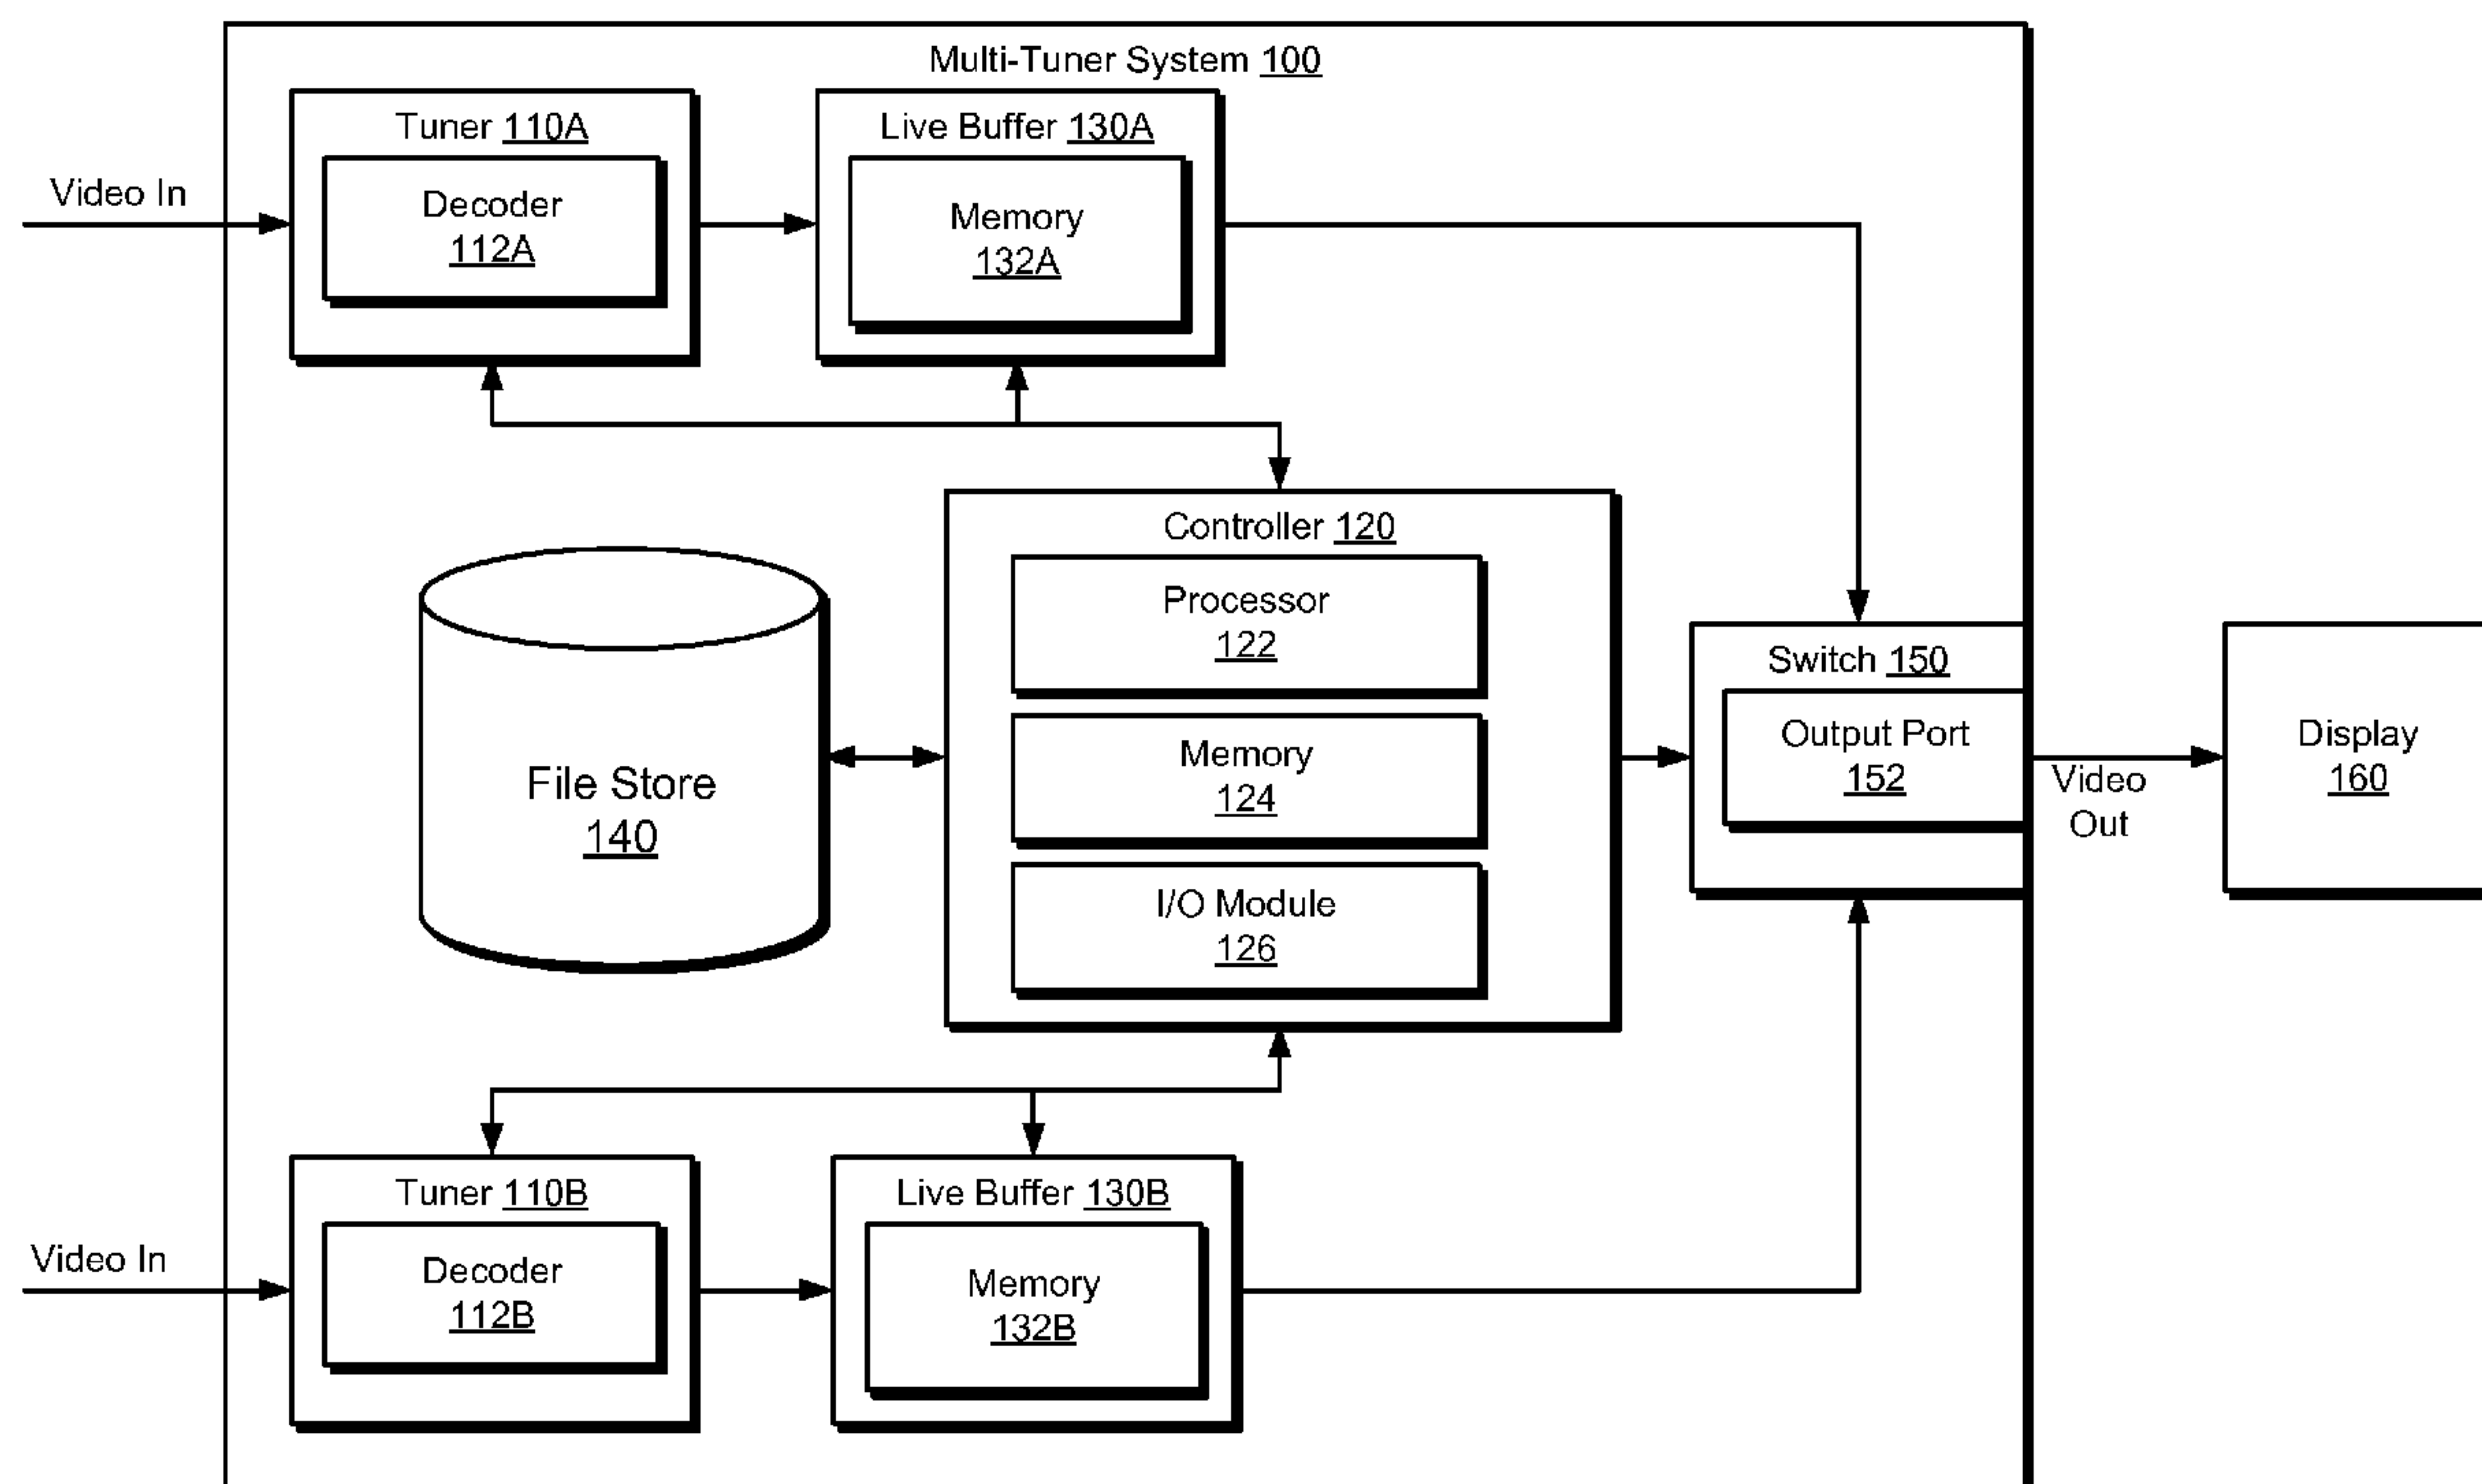 Multi-Tuner System 100
Tuner 110A
Live Buffer 130A
Video In
Decoder
112A
Memory
132A
Controller 120
Processor
122
Memory
124
I/O Module
126
File Store
140
Switch 150
Output Port
152
Video
Out
Display
160
Tuner 110B
Live Buffer 130B
Video In
Decoder
112B
Memory
132B